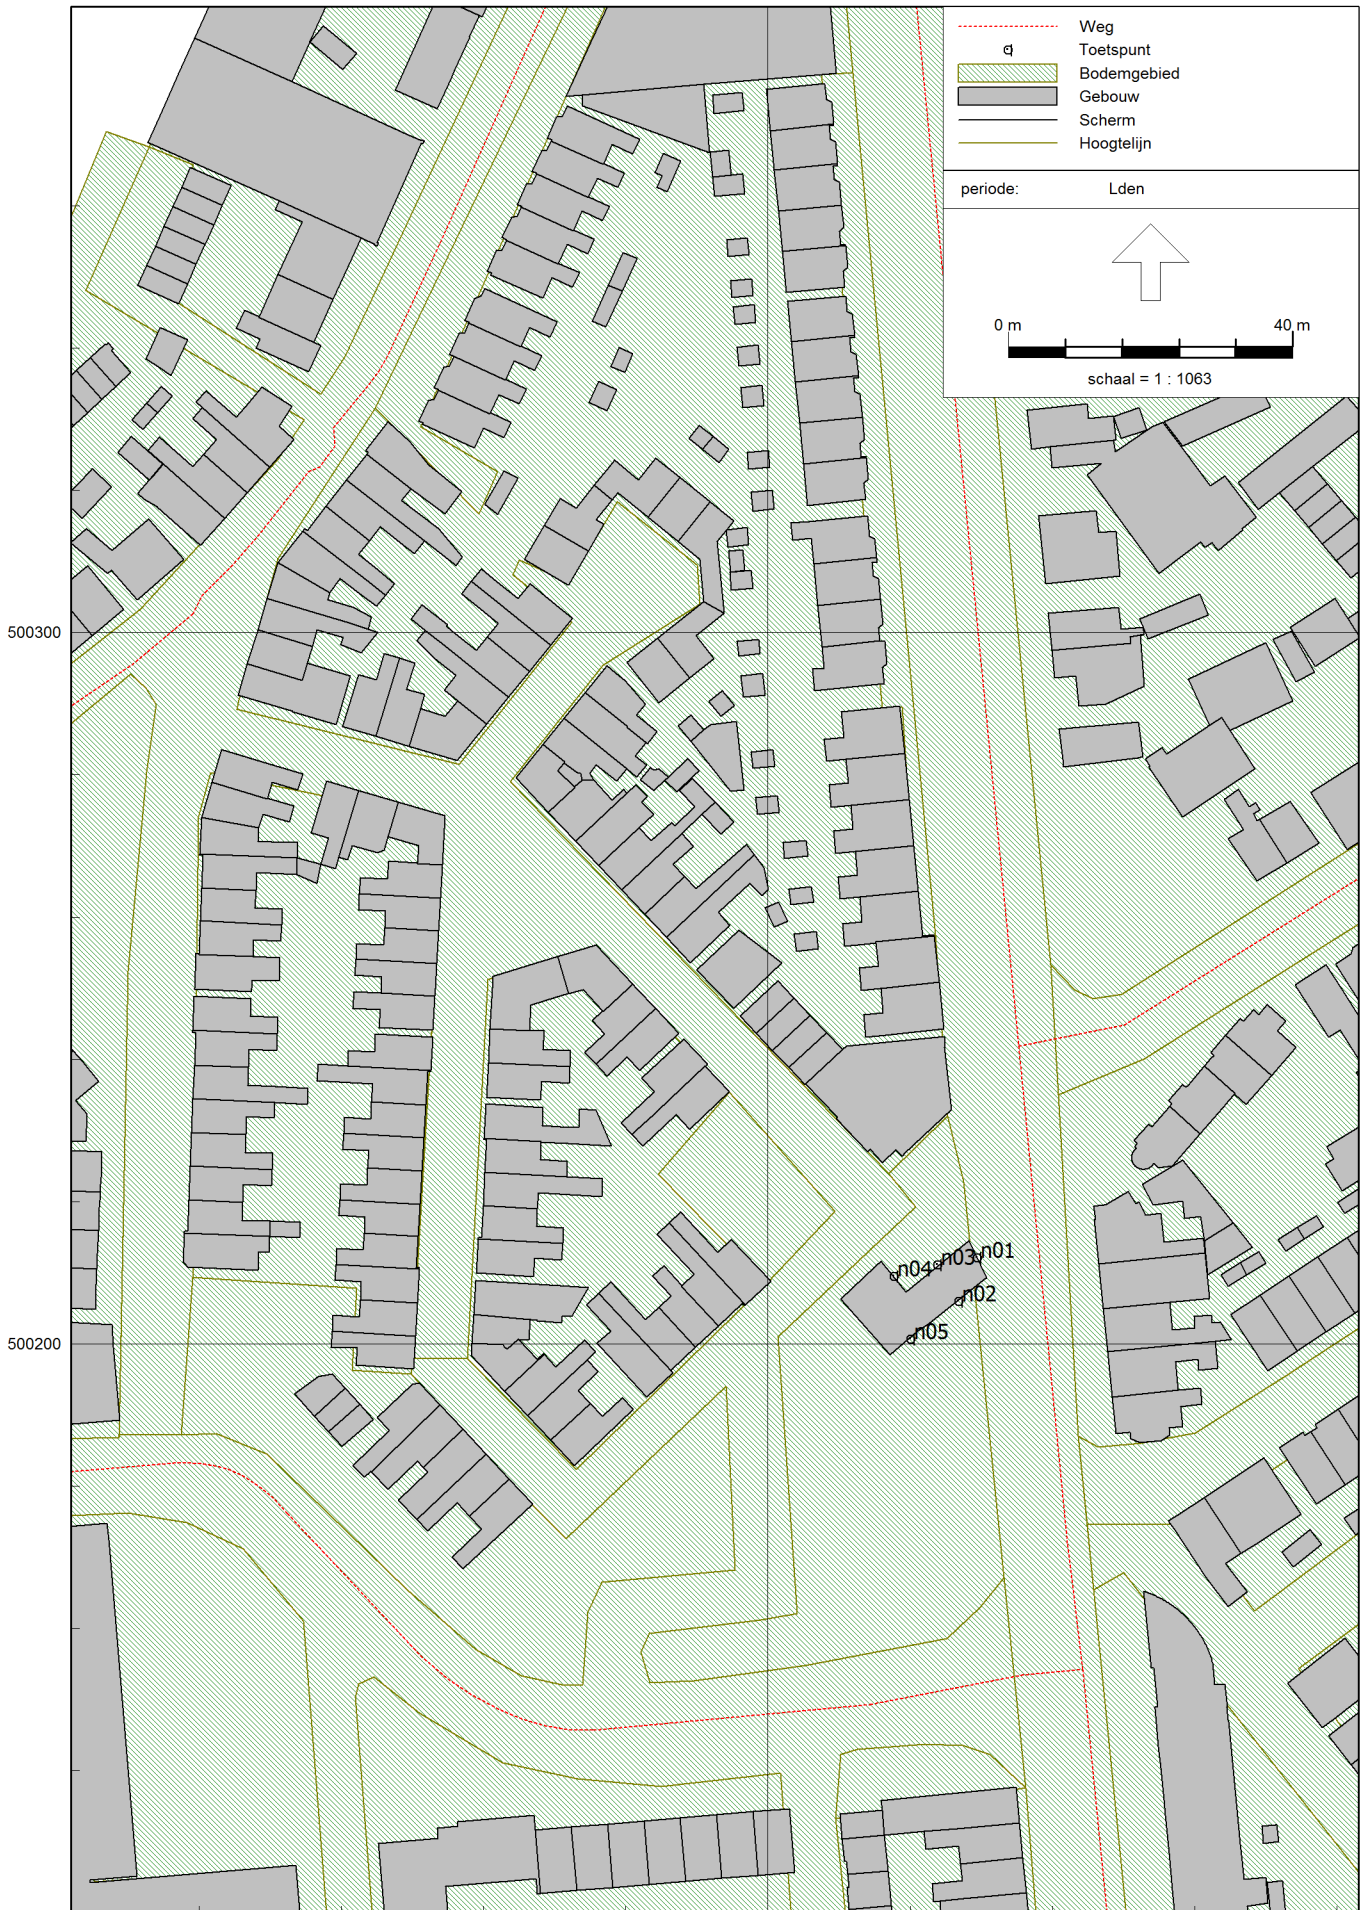 Weg
Toetspunt
Bodemgebied
Gebouw
Scherm
Hoogtelijn
periode: Lden
0 m 40 m
schaal = 1 : 1063
500300
n01
n03
n04
n02
n05
500200